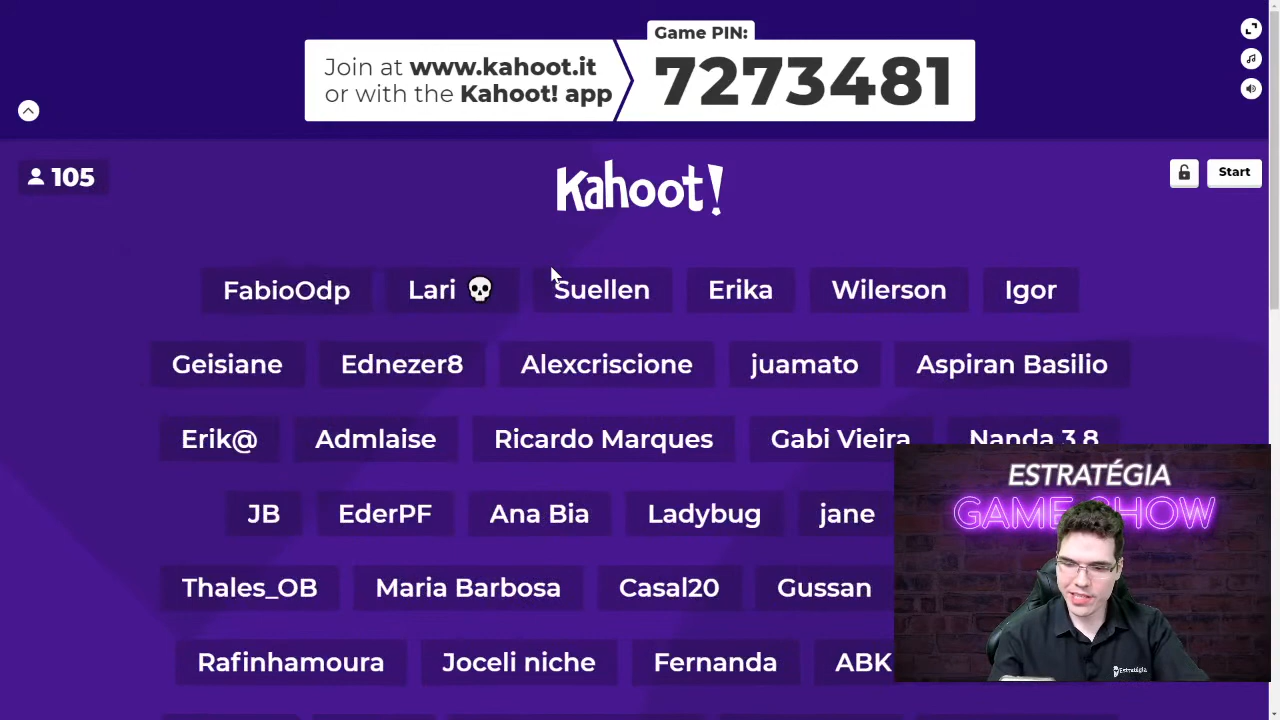 Game PIN:
Join at www.kahoot.it
or with the Kahoot! app
7273481
105
Kahoot!
Start
FabioOdp Lari 💀 Suellen Erika Wilerson Igor
Geisiane Ednezer8 Alexcriscione juamato Aspiran Basilio
Erik@ Admlaise Ricardo Marques Gabi Vieira Nanda 3.8
JB EderPF Ana Bia Ladybug jane
Thales_OB Maria Barbosa Casal20 Gussan
Rafinhamoura Joceli niche Fernanda ABK
ESTRATÉGIA
GAME SHOW
Estratégia